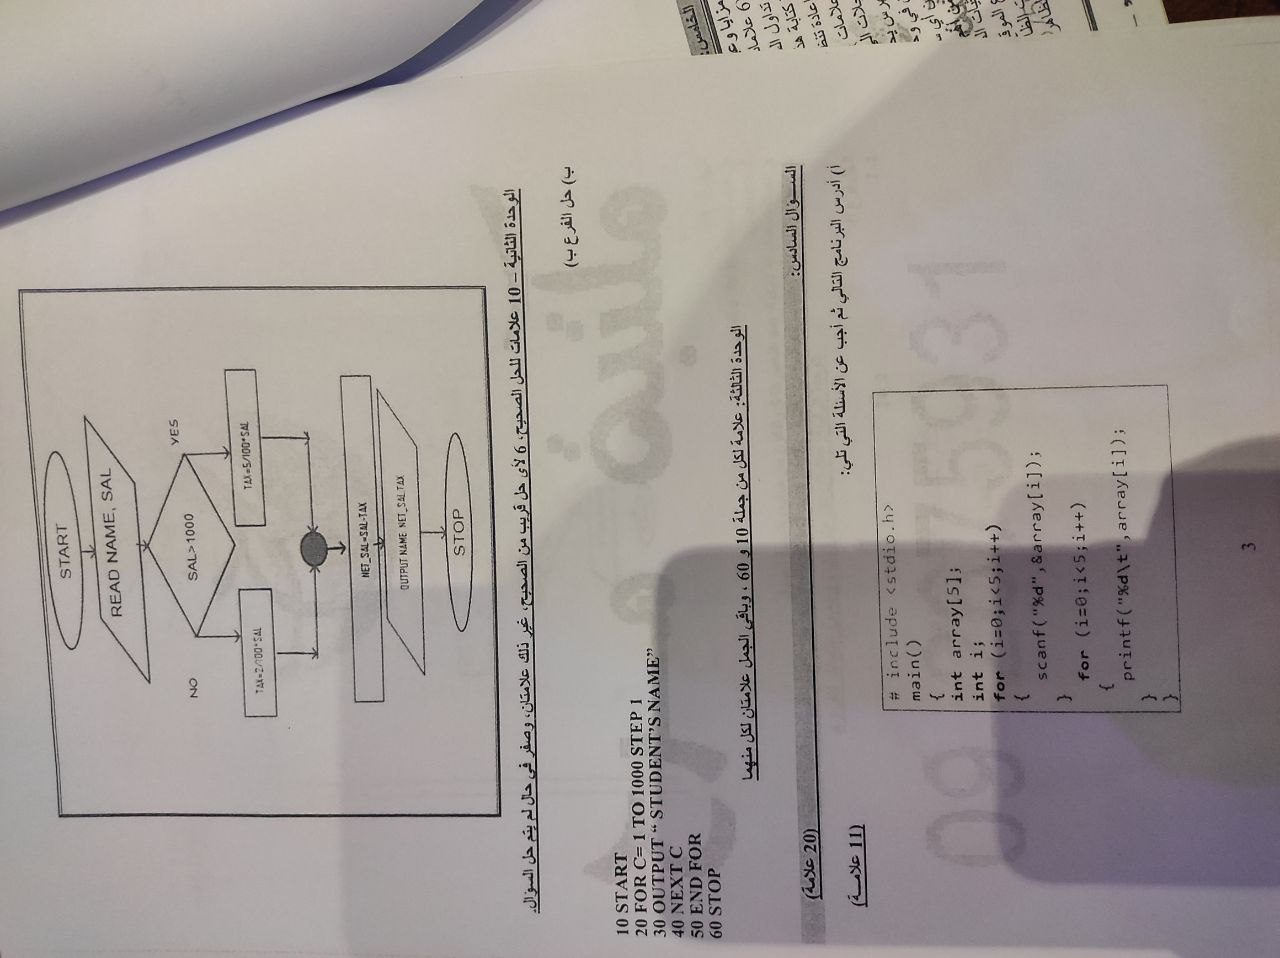 START
READ NAME, SAL
SAL>1000
NO
YES
TAX=2/100*SAL
TAX=5/100*SAL
NET_SAL=SAL-TAX
OUTPUT NAME NET_SAL,TAX
STOP
الوحدة الثانية – 10 علامات للحل الصحيح، 6 لأي حل قريب من الصحيح، غير ذلك علامتان، وصفر في حال لم يتم حل السؤال.
ب) حل الفرع ب)
10 START
20 FOR C= 1 TO 1000 STEP 1
30 OUTPUT “ STUDENT’S NAME”
40 NEXT C
50 END FOR
60 STOP
الوحدة الثالثة: علامة لكل من جملة 10 و 60 ، وباقي الجمل علامتان لكل منهما
السؤال السادس: (20 علامة)
أ) أدرس البرنامج التالي ثم أجب عن الأسئلة التي تلي: (11 علامة)
# include <stdio.h>
main()
{
int array[5];
int i;
for (i=0;i<5;i++)
{
scanf("%d",&array[i]);
}
for (i=0;i<5;i++)
{
printf("%d\t",array[i]);
}
}
3